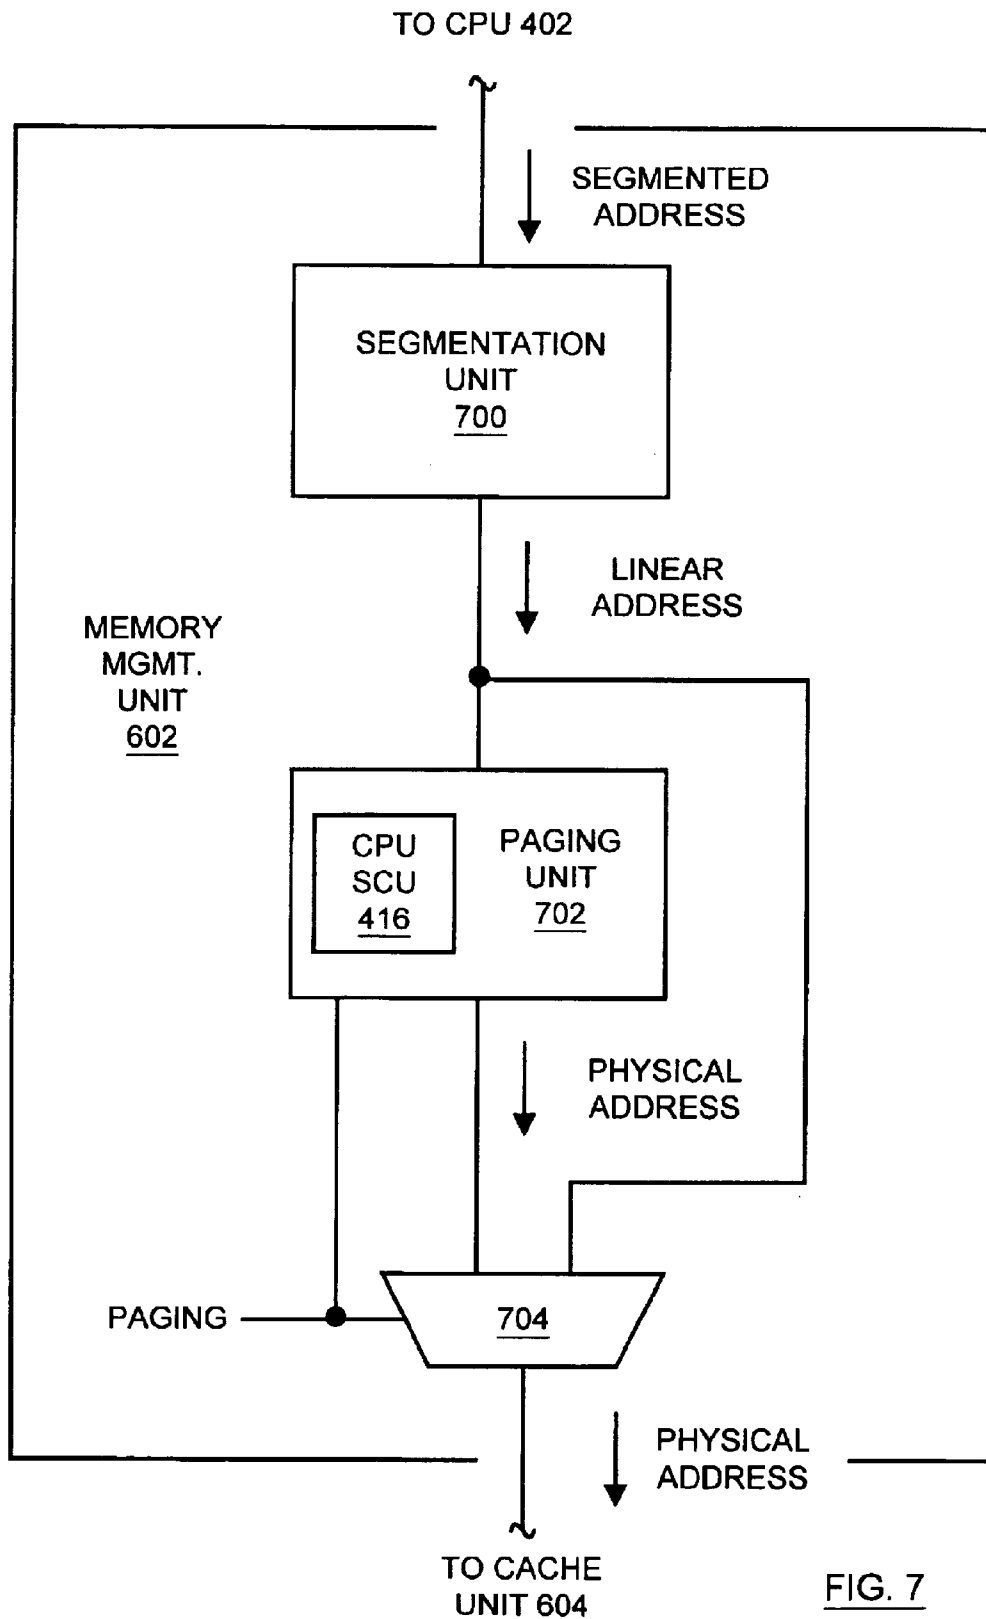 TO CPU 402
SEGMENTED
ADDRESS
SEGMENTATION
UNIT
700
LINEAR
ADDRESS
MEMORY
MGMT.
UNIT
602
CPU
SCU
416
PAGING
UNIT
702
PHYSICAL
ADDRESS
PAGING
704
PHYSICAL
ADDRESS
TO CACHE
UNIT 604
FIG. 7